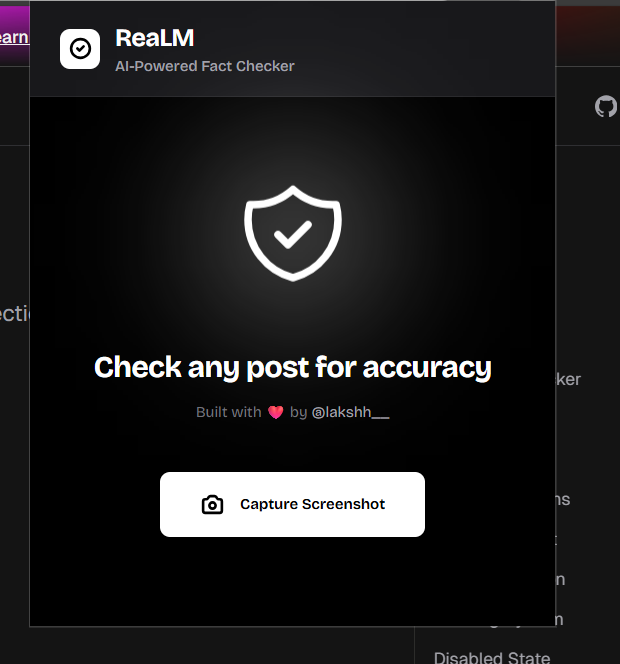 earn
ReaLM
AI-Powered Fact Checker
ectio
Check any post for accuracy
ker
Built with ❤️ by @lakshh__
Capture Screenshot
ns
t
n
m
Disabled State